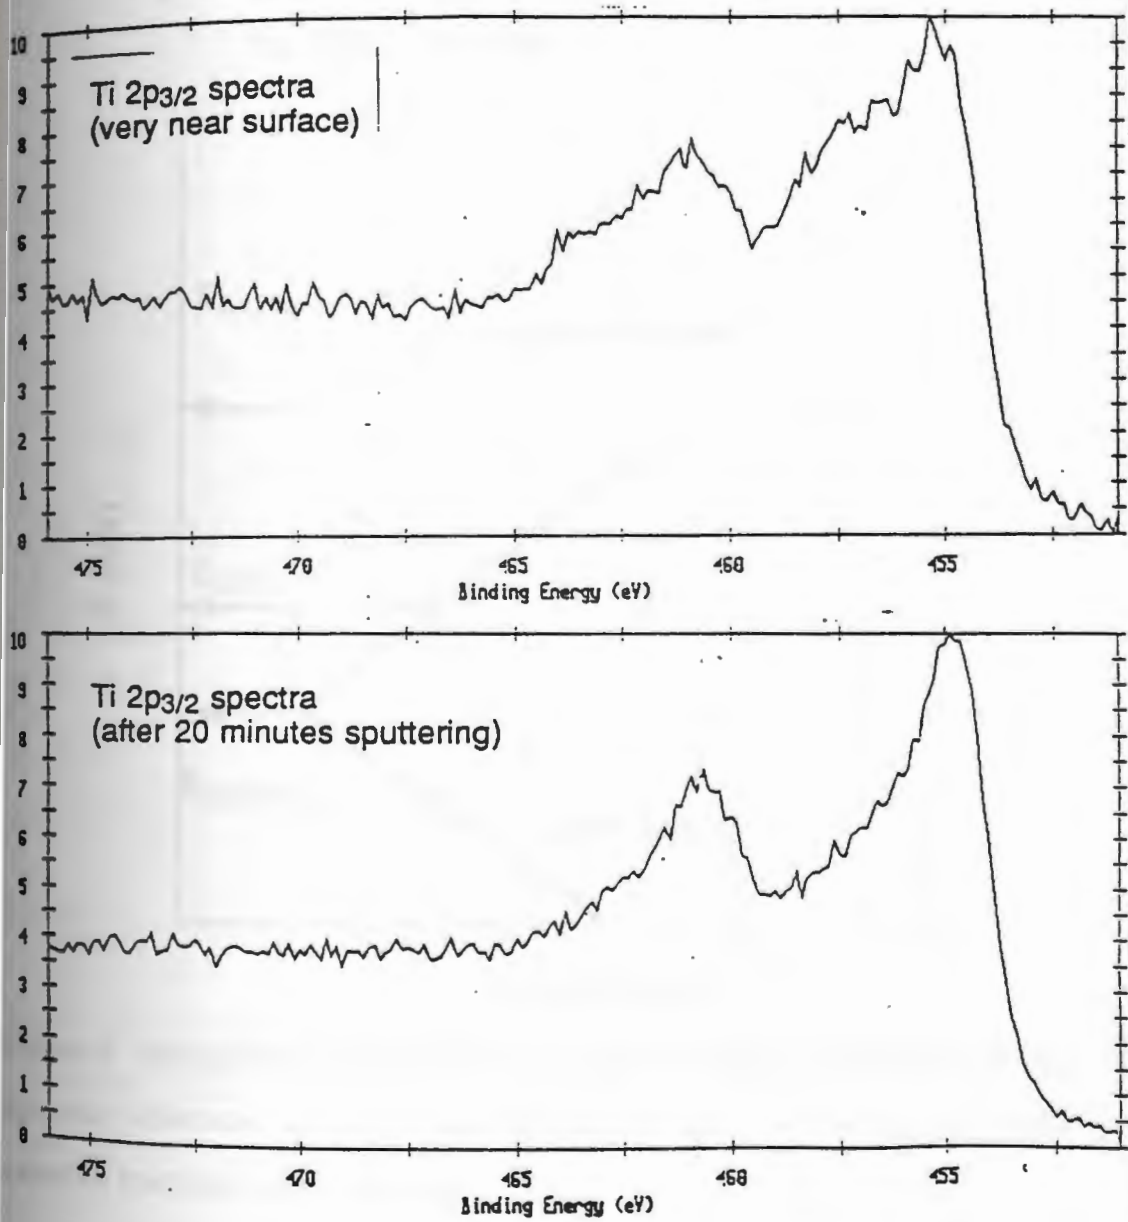 10
9
8
7
6
5
4
3
2
1
0
Ti 2p3/2 spectra
(very near surface)
475 470 465 460 455
Binding Energy (eV)
10
9
8
7
6
5
4
3
2
1
0
Ti 2p3/2 spectra
(after 20 minutes sputtering)
475 470 465 460 455
Binding Energy (eV)